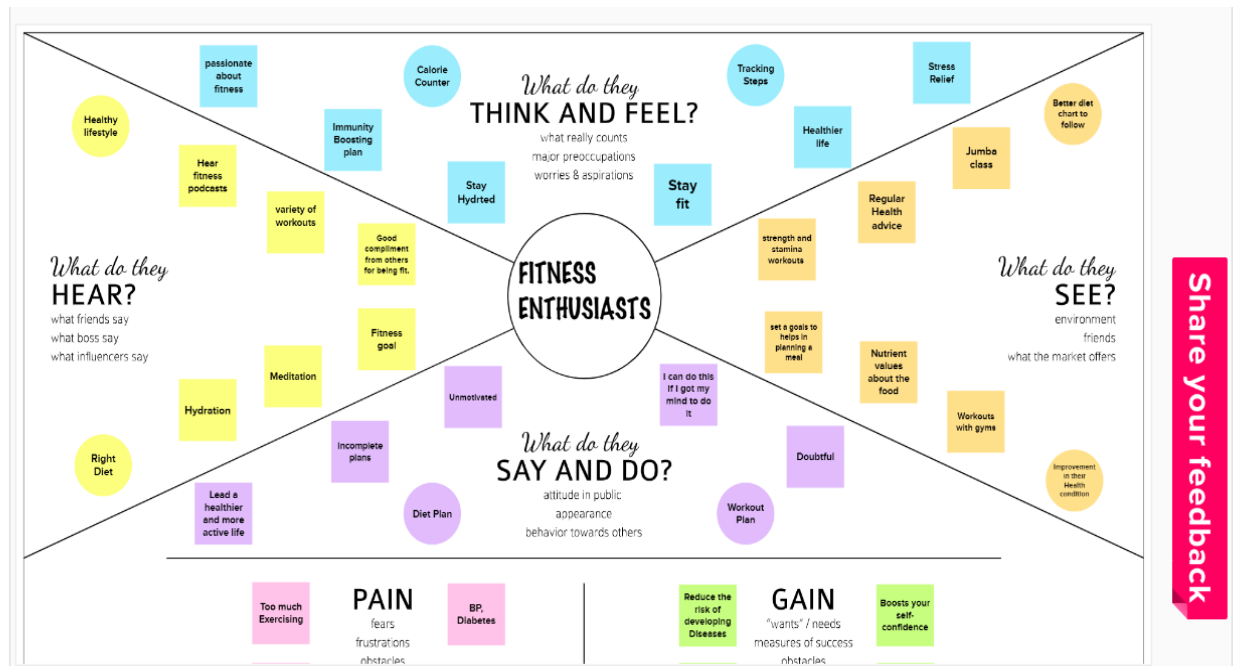 passionate
about
fitness
Calorie
Counter
What do they
THINK AND FEEL?
what really counts
major preoccupations
worries & aspirations
Tracking
Steps
Stress
Relief
Immunity
Boosting
plan
Stay
Hydrted
Stay
fit
Healthier
life
Healthy
lifestyle
Hear
fitness
podcasts
variety of
workouts
Good
compliment
from others
for being fit.
What do they
HEAR?
what friends say
what boss say
what influencers say
Fitness
goal
Meditation
Hydration
Right
Diet
FITNESS
ENTHUSIASTS
Better diet
chart to
follow
Jumba
class
Regular
Health
advice
strength and
stamina
workouts
What do they
SEE?
environment
friends
what the market offers
set a goals to
helps in
planning a
meal
Nutrient
values
about the
food
Workouts
with gyms
Improvement
in their
Health
condition
Unmotivated
I can do this
if I got my
mind to do
it
Incomplete
plans
What do they
SAY AND DO?
attitude in public
appearance
behavior towards others
Doubtful
Lead a
healthier
and more
active life
Diet Plan
Workout
Plan
Too much
Exercising
PAIN
fears
frustrations
obstacles
BP,
Diabetes
Reduce the
risk of
developing
Diseases
GAIN
"wants" / needs
measures of success
obstacles
Boosts your
self-
confidence
Share your feedback